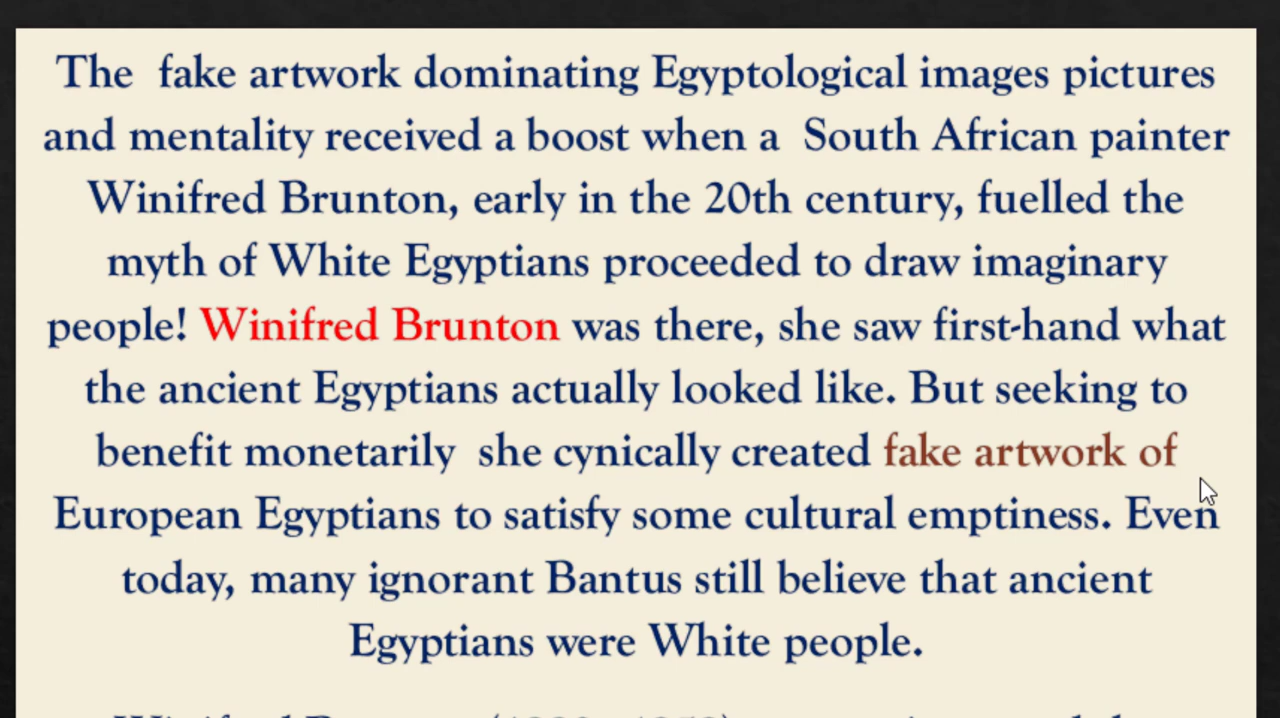 The fake artwork dominating Egyptological images pictures
and mentality received a boost when a South African painter
Winifred Brunton, early in the 20th century, fuelled the
myth of White Egyptians proceeded to draw imaginary
people! Winifred Brunton was there, she saw first-hand what
the ancient Egyptians actually looked like. But seeking to
benefit monetarily she cynically created fake artwork of
European Egyptians to satisfy some cultural emptiness. Even
today, many ignorant Bantus still believe that ancient
Egyptians were White people.